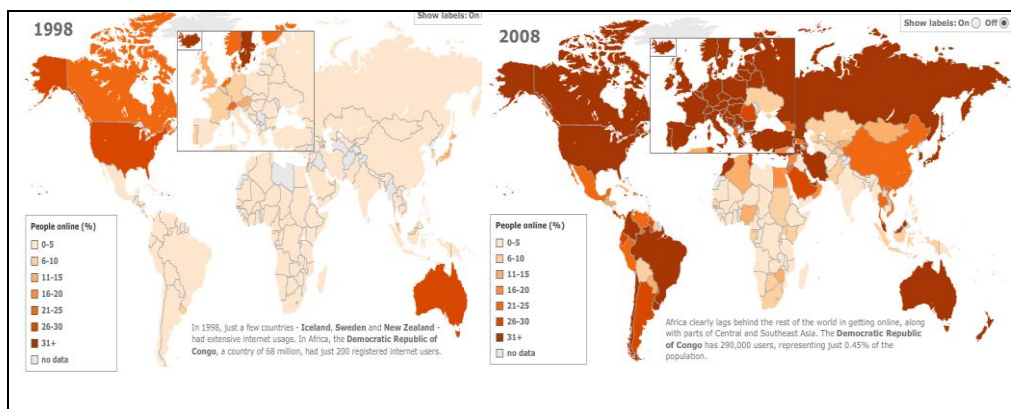 Show labels: On
1998
People online (%)
0-5
6-10
11-15
16-20
21-25
26-30
31+
no data
In 1998, just a few countries - Iceland, Sweden and New Zealand -
had extensive internet usage. In Africa, the Democratic Republic of
Congo, a country of 68 million, had just 200 registered internet users.
Show labels: On Off
2008
People online (%)
0-5
6-10
11-15
16-20
21-25
26-30
31+
no data
Africa clearly lags behind the rest of the world in getting online, along
with parts of Central and Southeast Asia. The Democratic Republic
of Congo has 290,000 users, representing just 0.45% of the
population.